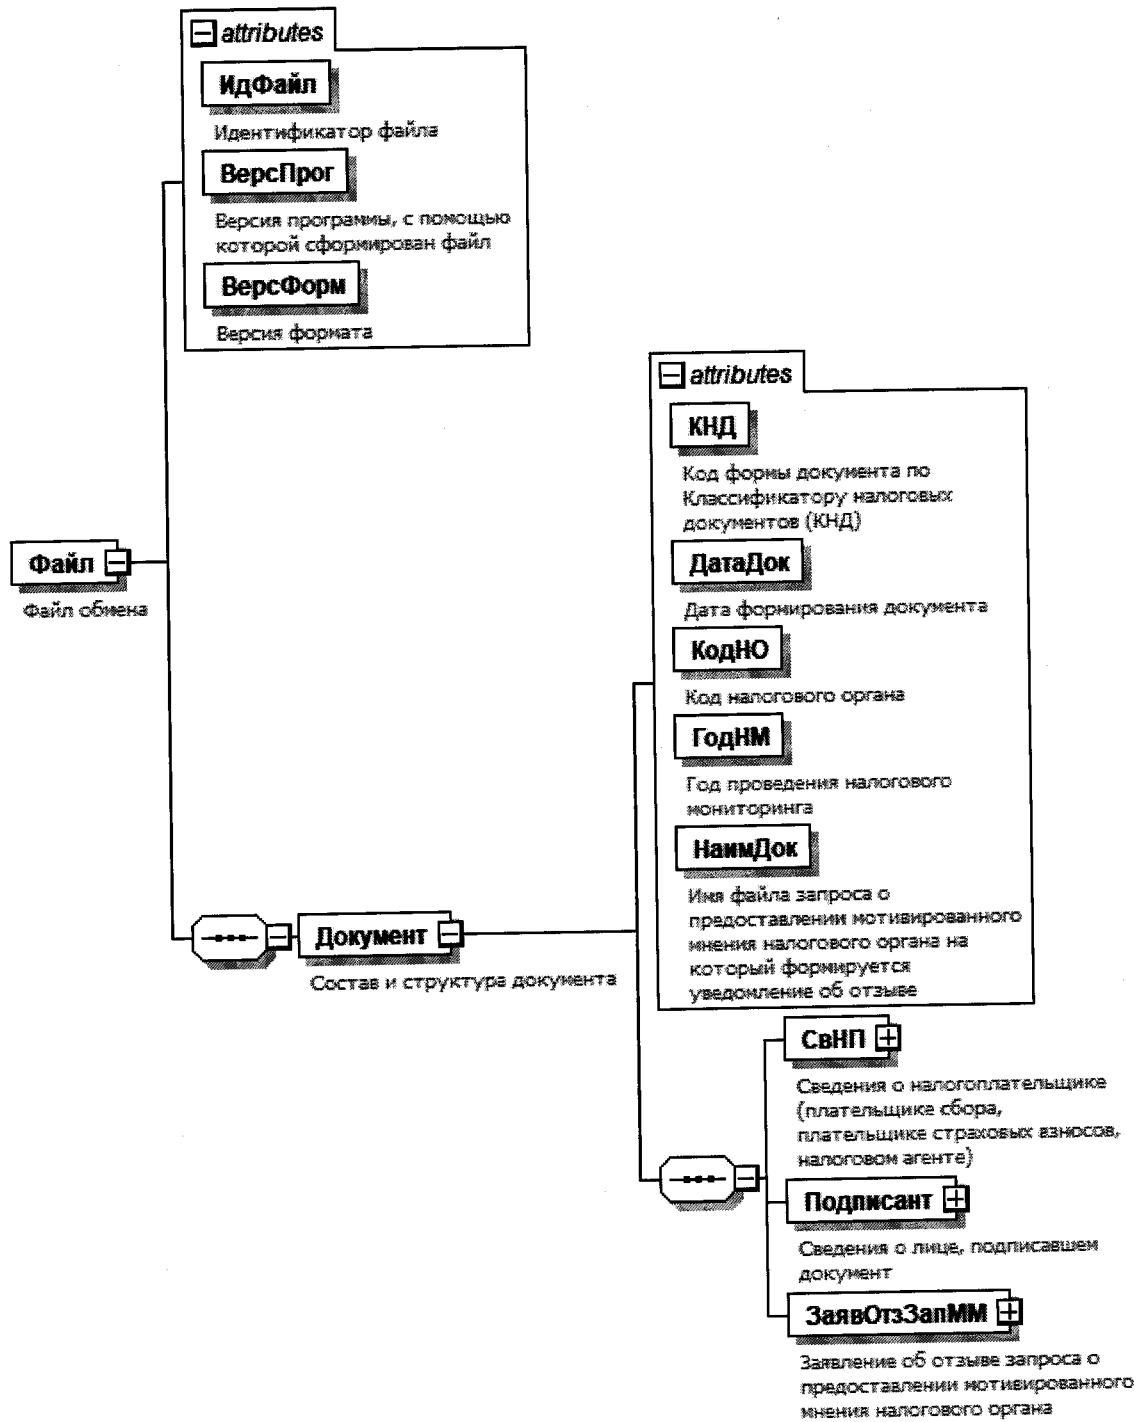 attributes
ИдФайл
Идентификатор файла
ВерсПрог
Версия программы, с помощью
которой сформирован файл
ВерсФорм
Версия формата
attributes
КНД
Код формы документа по
Классификатору налоговых
документов (КНД)
ДатаДок
Дата формирования документа
КодНО
Код налогового органа
ГодНМ
Год проведения налогового
мониторинга
НаимДок
Имя файла запроса о
предоставлении мотивированного
мнения налогового органа на
который формируется
уведомление об отзыве
Файл
Файл обмена
Документ
Состав и структура документа
СвНП
Сведения о налогоплательщике
(плательщике сбора,
плательщике страховых взносов,
налоговом агенте)
Подписант
Сведения о лице, подписавшем
документ
ЗаявОтзЗапММ
Заявление об отзыве запроса о
предоставлении мотивированного
мнения налогового органа